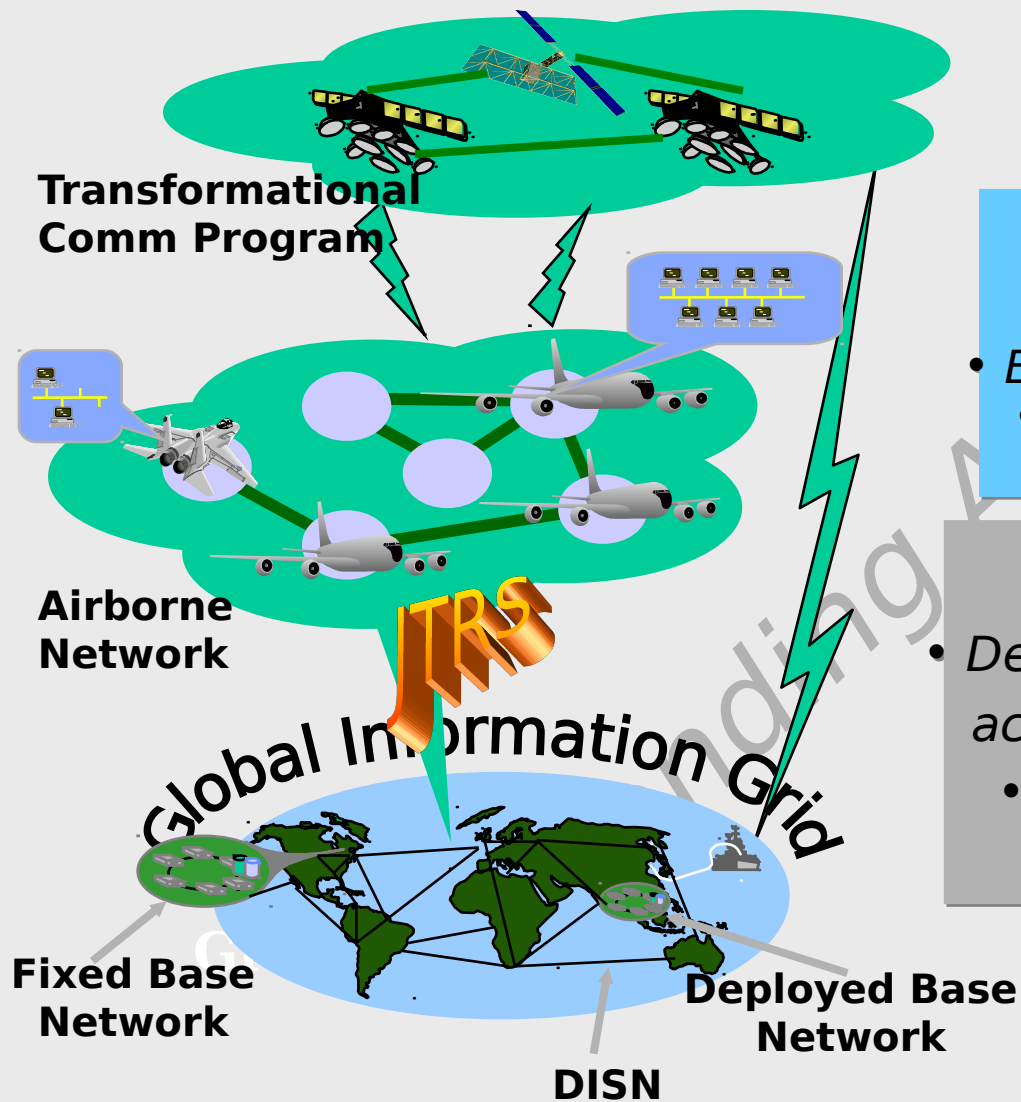 Transformational
Comm Program
Airborne
Network
JTRS
Global Information Grid
Fixed Base
Network
Deployed Base
Network
DISN